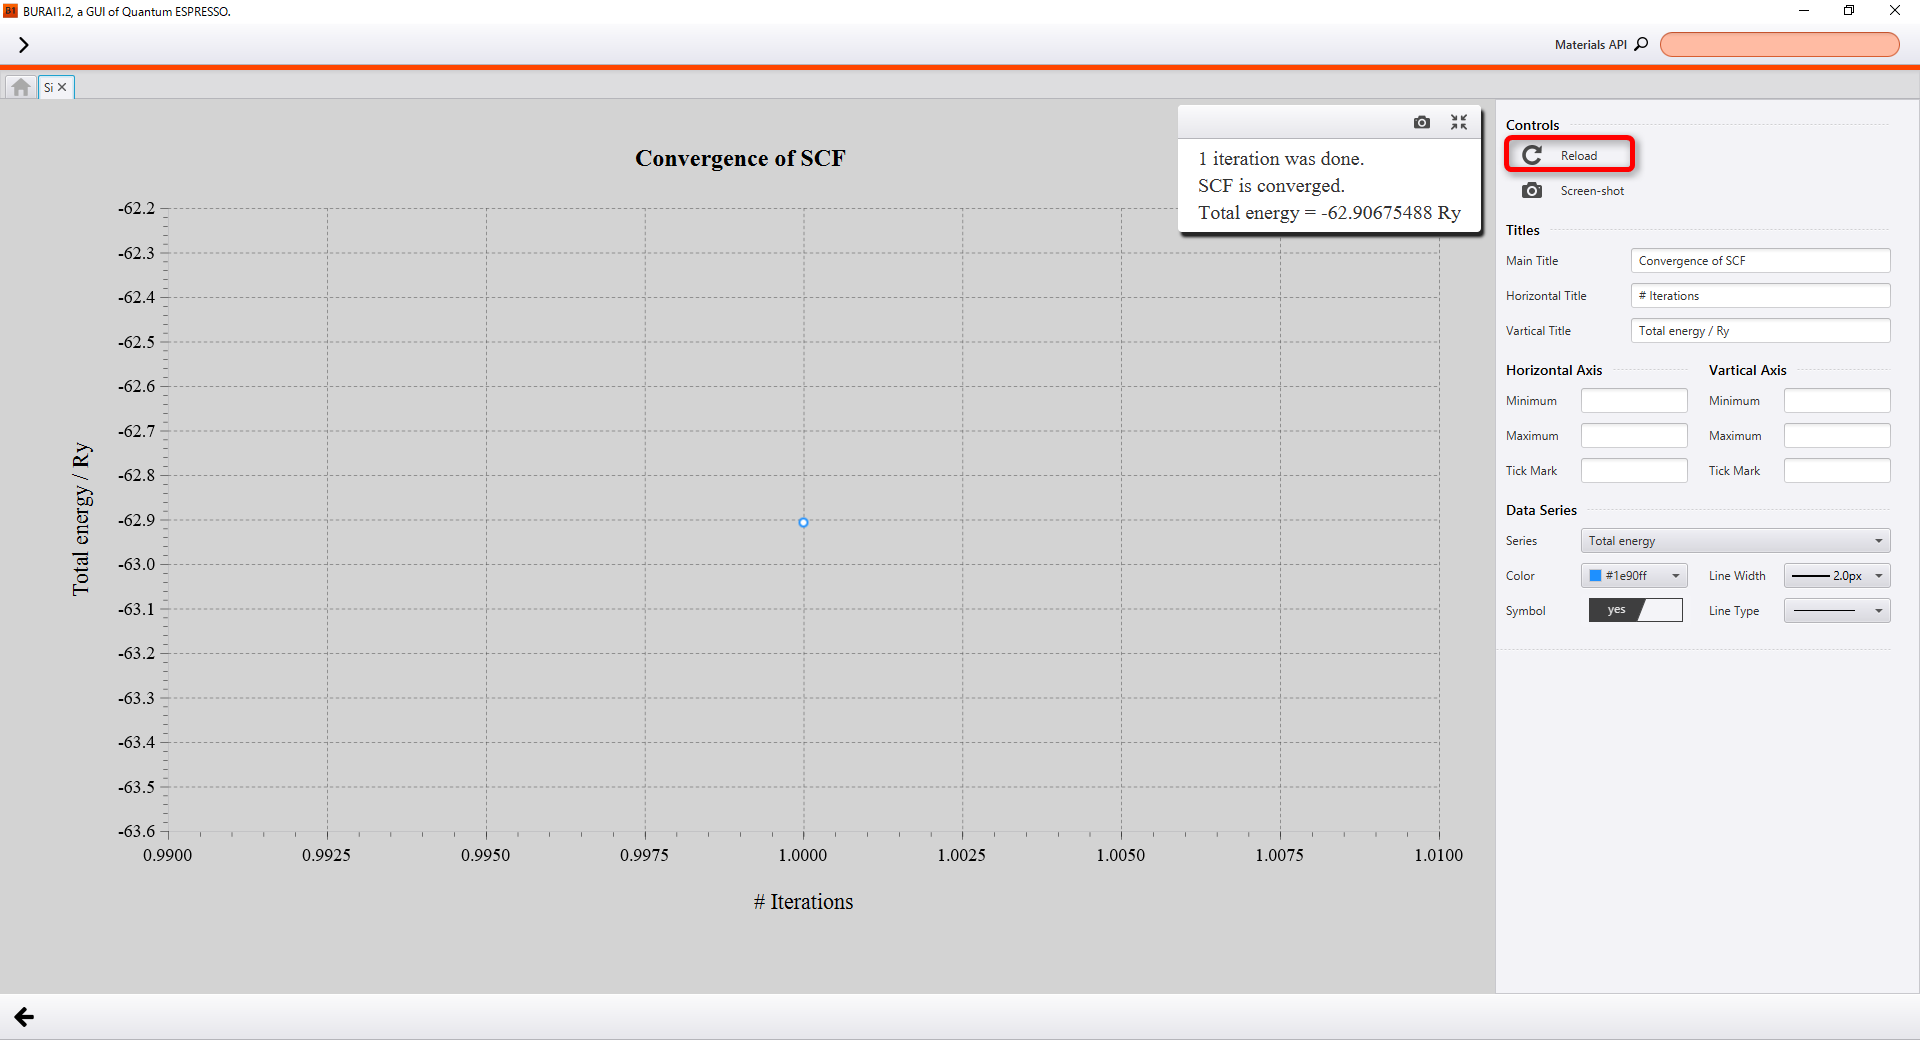 B1 BURAI1.2, a GUI of Quantum ESPRESSO.
Materials API
Si
Convergence of SCF
1 iteration was done.
SCF is converged.
Total energy = -62.90675488 Ry
-62.2
-62.3
-62.4
-62.5
-62.6
-62.7
-62.8
-62.9
-63.0
-63.1
-63.2
-63.3
-63.4
-63.5
-63.6
Total energy / Ry
0.9900 0.9925 0.9950 0.9975 1.0000 1.0025 1.0050 1.0075 1.0100
# Iterations
Controls
Reload
Screen-shot
Titles
Main Title Convergence of SCF
Horizontal Title # Iterations
Vartical Title Total energy / Ry
Horizontal Axis Vartical Axis
Minimum Minimum
Maximum Maximum
Tick Mark Tick Mark
Data Series
Series Total energy
Color #1e90ff Line Width 2.0px
Symbol yes Line Type